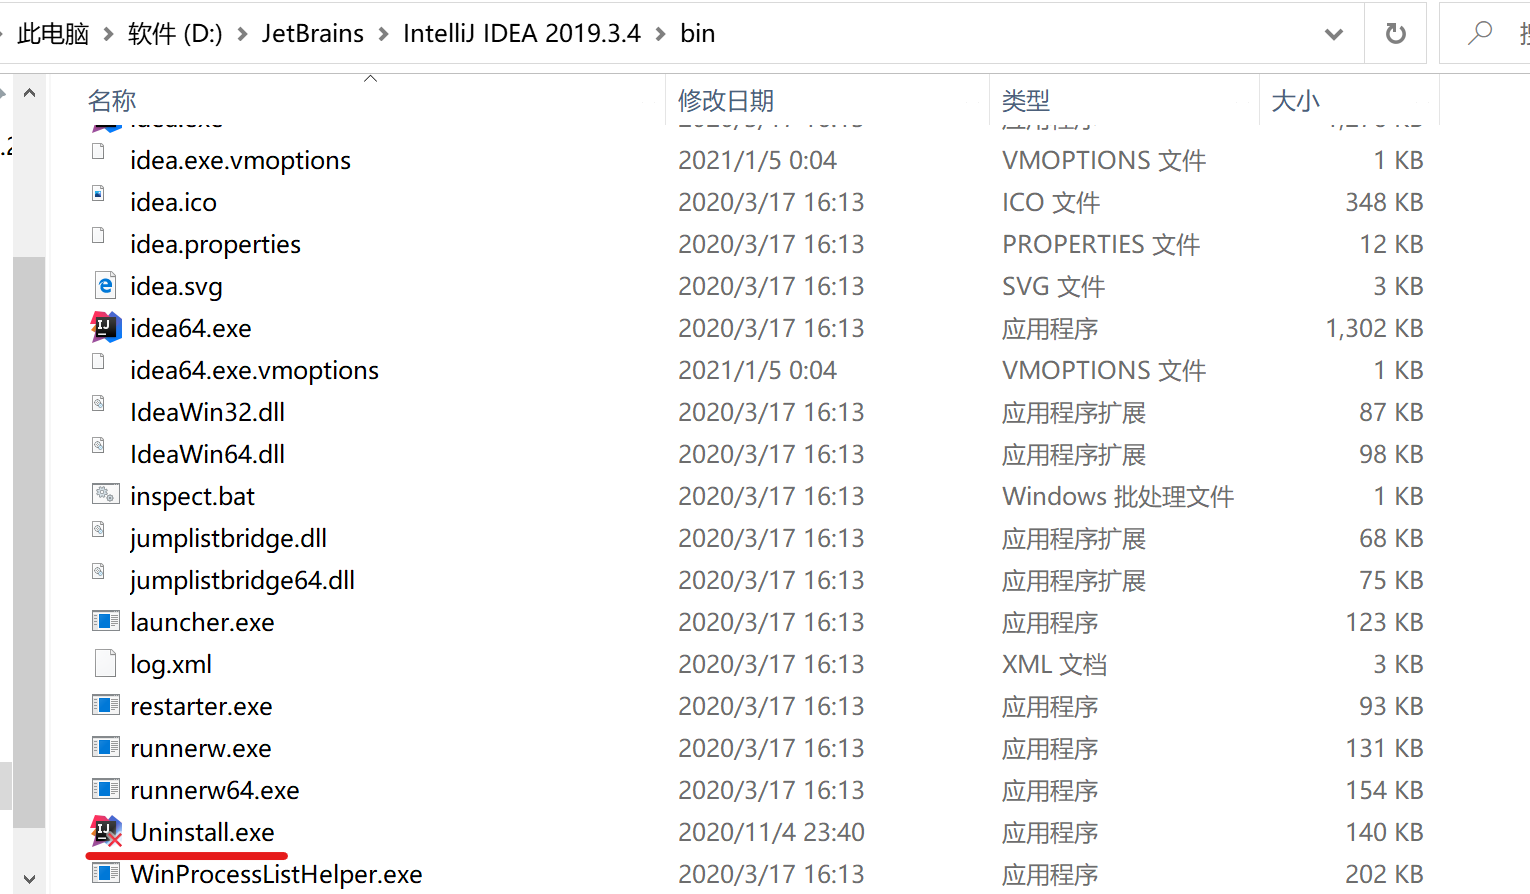 此电脑 > 软件 (D:) > JetBrains > IntelliJ IDEA 2019.3.4 > bin
名称 修改日期 类型 大小
idea.exe.vmoptions 2021/1/5 0:04 VMOPTIONS 文件 1 KB
idea.ico 2020/3/17 16:13 ICO 文件 348 KB
idea.properties 2020/3/17 16:13 PROPERTIES 文件 12 KB
idea.svg 2020/3/17 16:13 SVG 文件 3 KB
idea64.exe 2020/3/17 16:13 应用程序 1,302 KB
idea64.exe.vmoptions 2021/1/5 0:04 VMOPTIONS 文件 1 KB
IdeaWin32.dll 2020/3/17 16:13 应用程序扩展 87 KB
IdeaWin64.dll 2020/3/17 16:13 应用程序扩展 98 KB
inspect.bat 2020/3/17 16:13 Windows 批处理文件 1 KB
jumplistbridge.dll 2020/3/17 16:13 应用程序扩展 68 KB
jumplistbridge64.dll 2020/3/17 16:13 应用程序扩展 75 KB
launcher.exe 2020/3/17 16:13 应用程序 123 KB
log.xml 2020/3/17 16:13 XML 文档 3 KB
restarter.exe 2020/3/17 16:13 应用程序 93 KB
runnerw.exe 2020/3/17 16:13 应用程序 131 KB
runnerw64.exe 2020/3/17 16:13 应用程序 154 KB
Uninstall.exe 2020/11/4 23:40 应用程序 140 KB
WinProcessListHelper.exe 2020/3/17 16:13 应用程序 202 KB